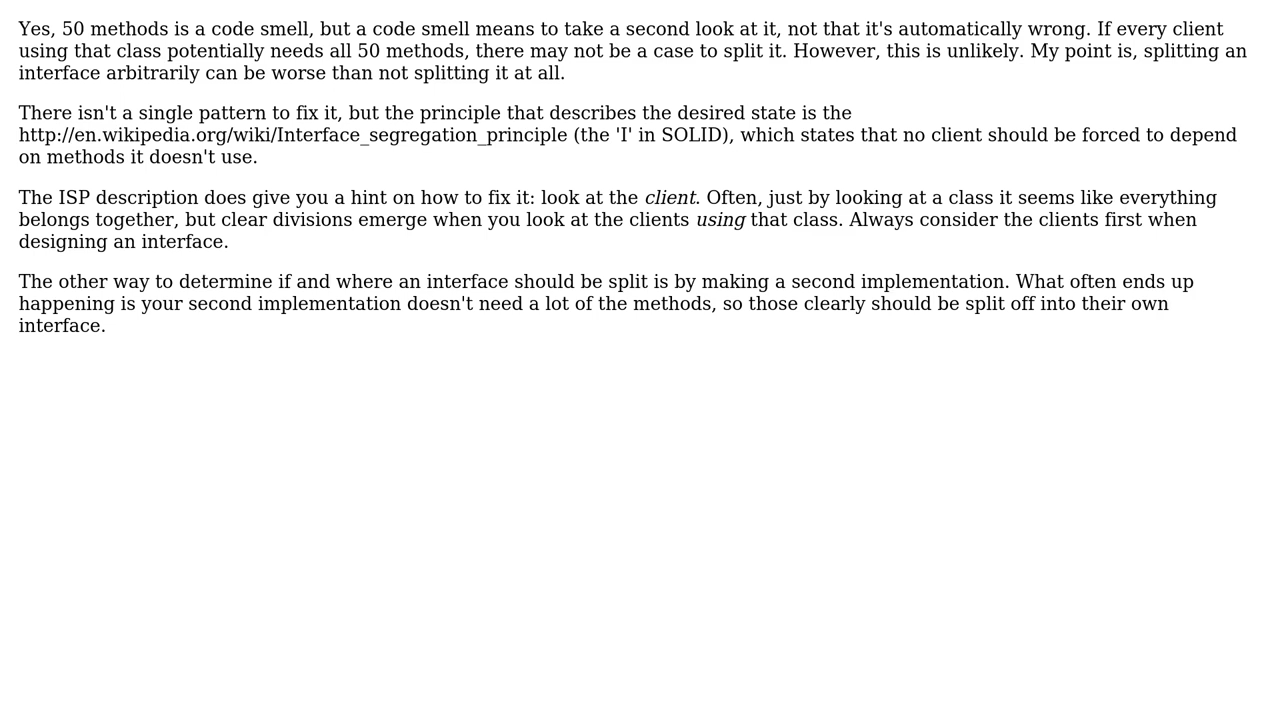 Yes, 50 methods is a code smell, but a code smell means to take a second look at it, not that it's automatically wrong. If every client
using that class potentially needs all 50 methods, there may not be a case to split it. However, this is unlikely. My point is, splitting an
interface arbitrarily can be worse than not splitting it at all.
There isn't a single pattern to fix it, but the principle that describes the desired state is the
http://en.wikipedia.org/wiki/Interface_segregation_principle (the 'I' in SOLID), which states that no client should be forced to depend
on methods it doesn't use.
The ISP description does give you a hint on how to fix it: look at the client. Often, just by looking at a class it seems like everything
belongs together, but clear divisions emerge when you look at the clients using that class. Always consider the clients first when
designing an interface.
The other way to determine if and where an interface should be split is by making a second implementation. What often ends up
happening is your second implementation doesn't need a lot of the methods, so those clearly should be split off into their own
interface.